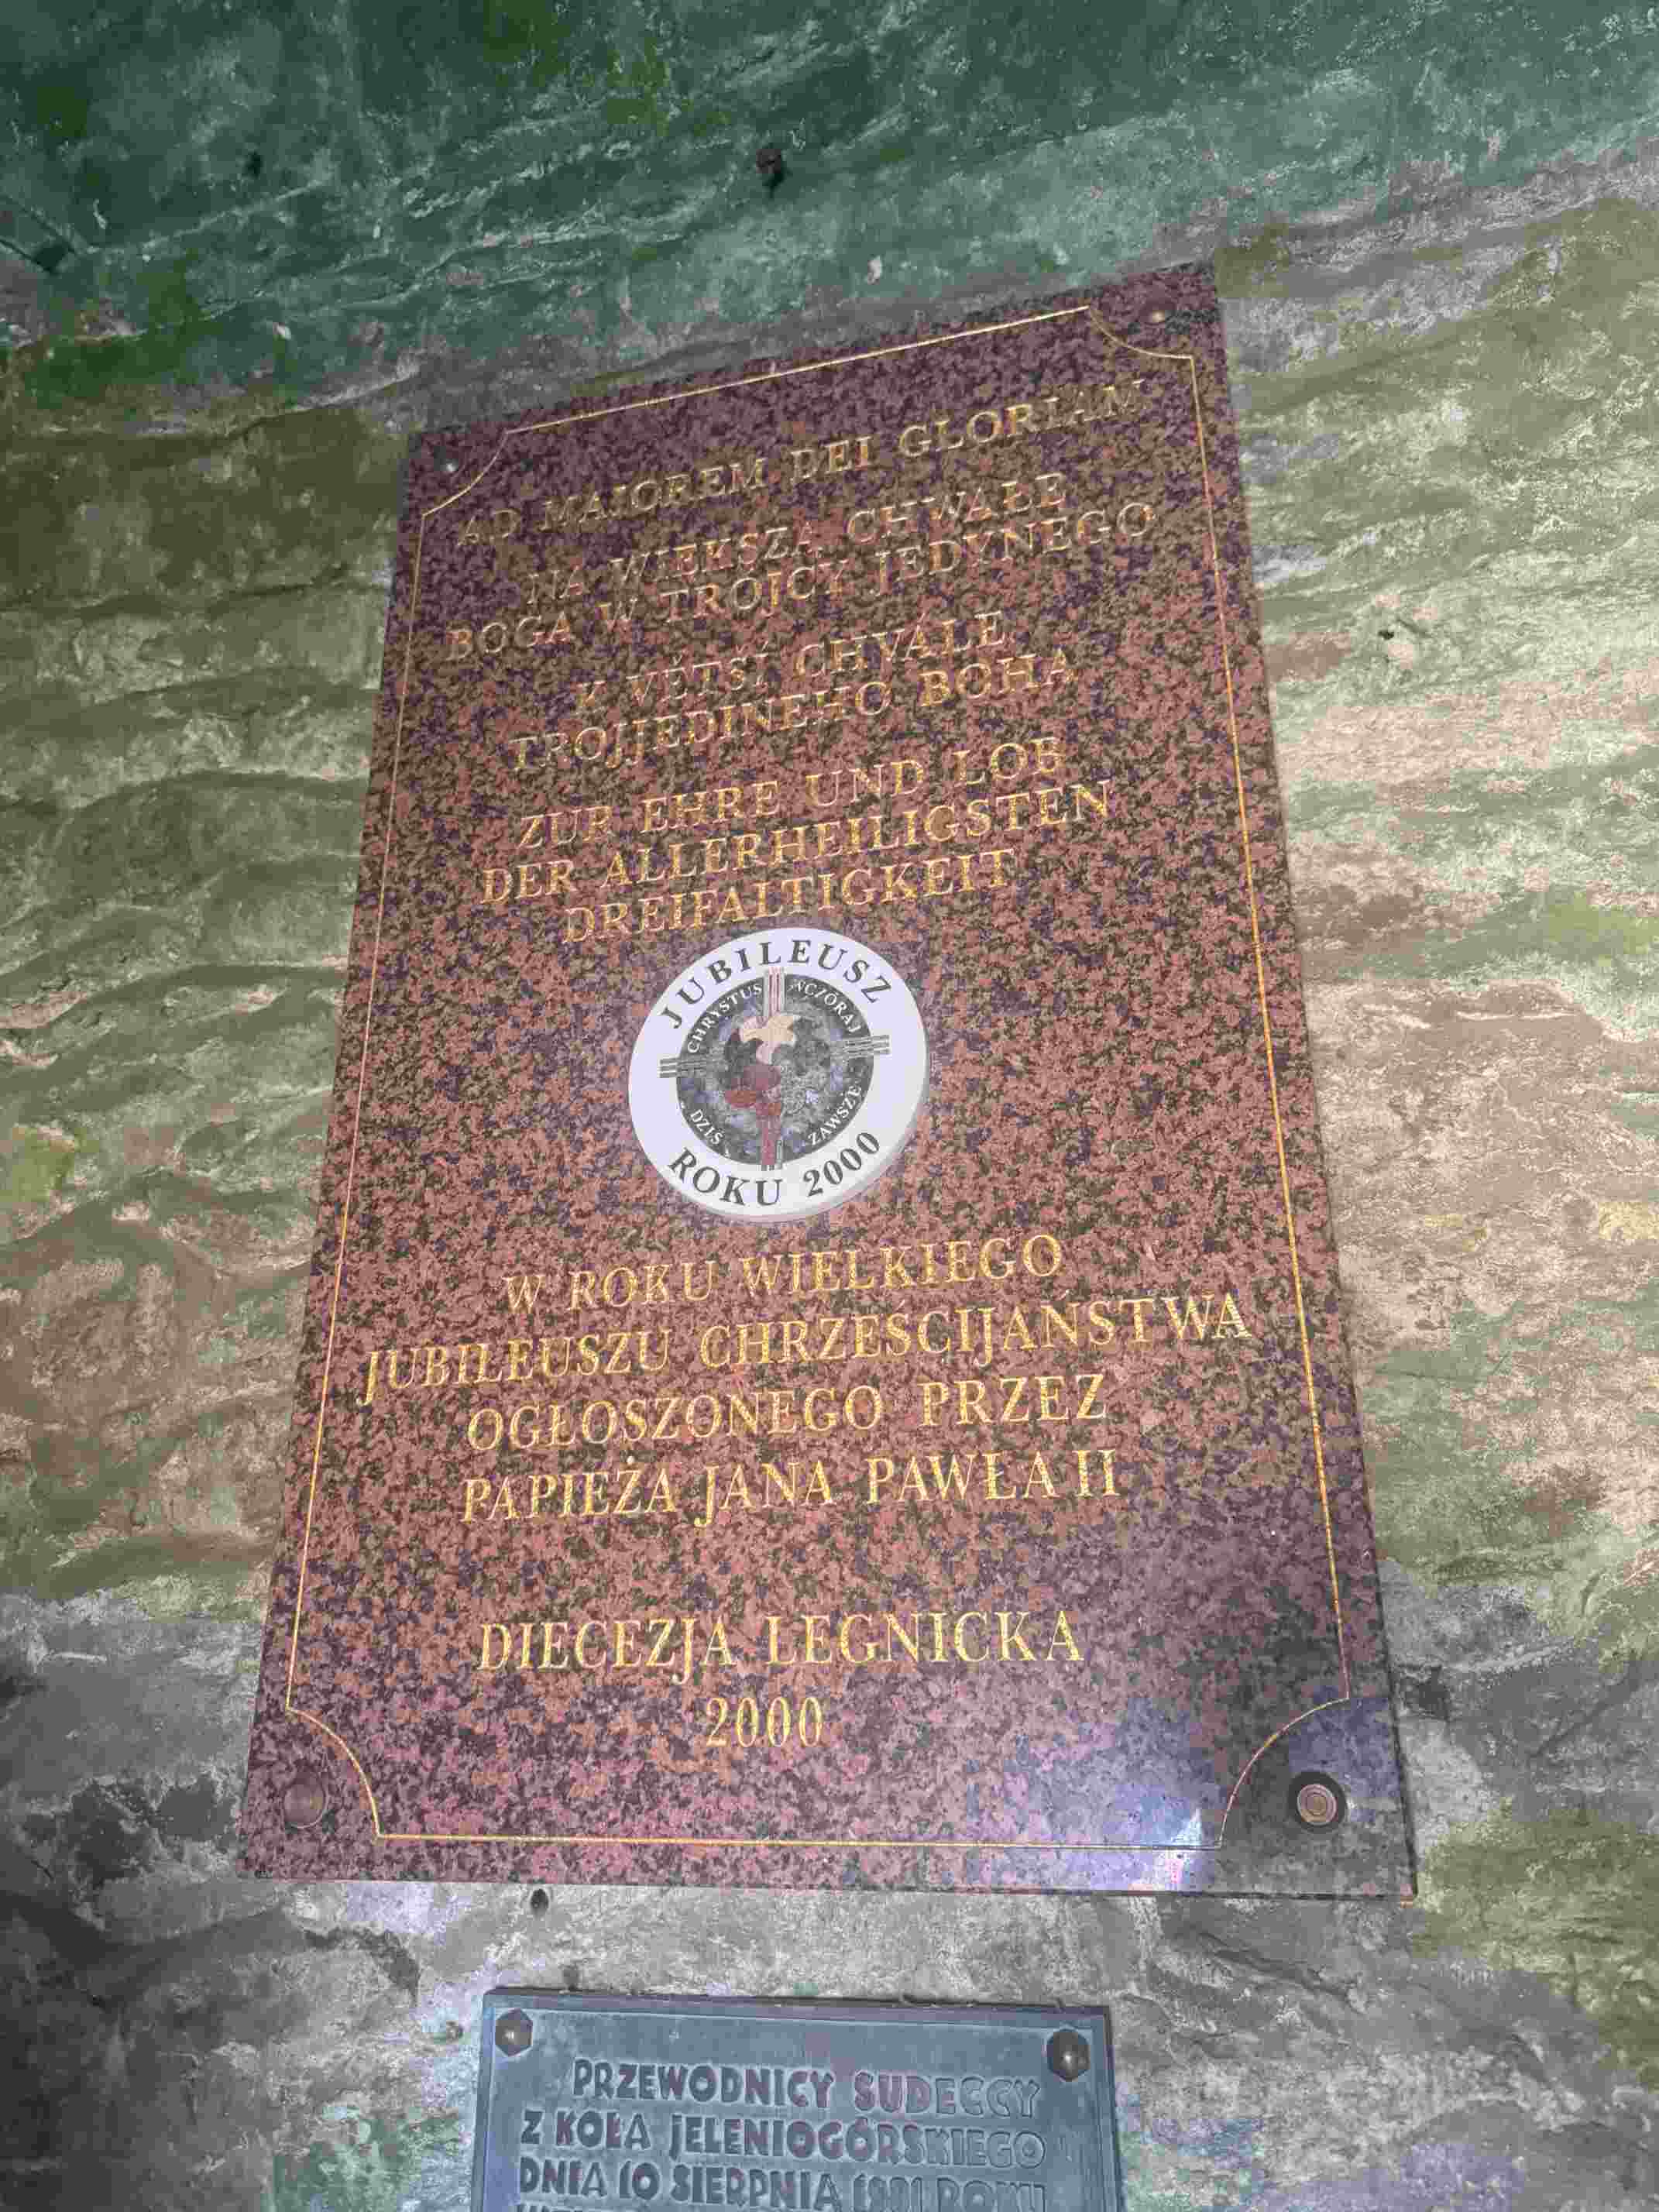 AD MAIOREM DEI GLORIAM
NA WIĘKSZĄ CHWAŁĘ
BOGA W TRÓJCY JEDYNEGO
K VĚTŠÍ CHVÁLE
TROJJEDINÉHO BOHA
ZUR EHRE UND LOB
DER ALLERHEILIGSTEN
DREIFALTIGKEIT
JUBILEUSZ
CHRYSTUS WCZORAJ
DZIŚ ZAWSZE
ROKU 2000
W ROKU WIELKIEGO
JUBILEUSZU CHRZEŚCIJAŃSTWA
OGŁOSZONEGO PRZEZ
PAPIEŻA JANA PAWŁA II
DIECEZJA LEGNICKA
2000
PRZEWODNICY SUDECCY
Z KOŁA JELENIOGÓRSKIEGO
DNIA 10 SIERPNIA 1981 ROKU